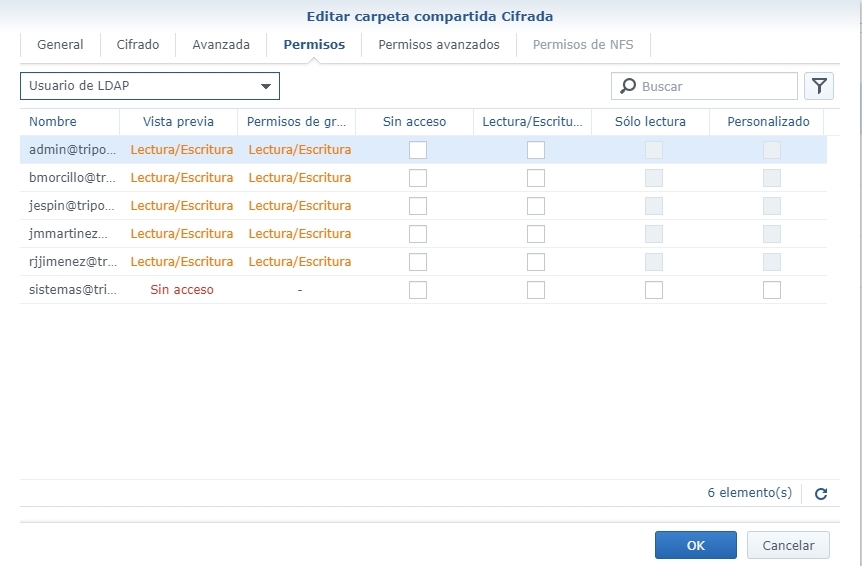 Editar carpeta compartida Cifrada
General Cifrado Avanzada Permisos Permisos avanzados Permisos de NFS
Usuario de LDAP Buscar
Nombre Vista previa Permisos de gr... Sin acceso Lectura/Escritu... Sólo lectura Personalizado
admin@tripo... Lectura/Escritura Lectura/Escritura
bmorcillo@tr... Lectura/Escritura Lectura/Escritura
jespin@tripo... Lectura/Escritura Lectura/Escritura
jmmartinez... Lectura/Escritura Lectura/Escritura
rjjimenez@tr... Lectura/Escritura Lectura/Escritura
sistemas@tri... Sin acceso -
6 elemento(s)
OK Cancelar